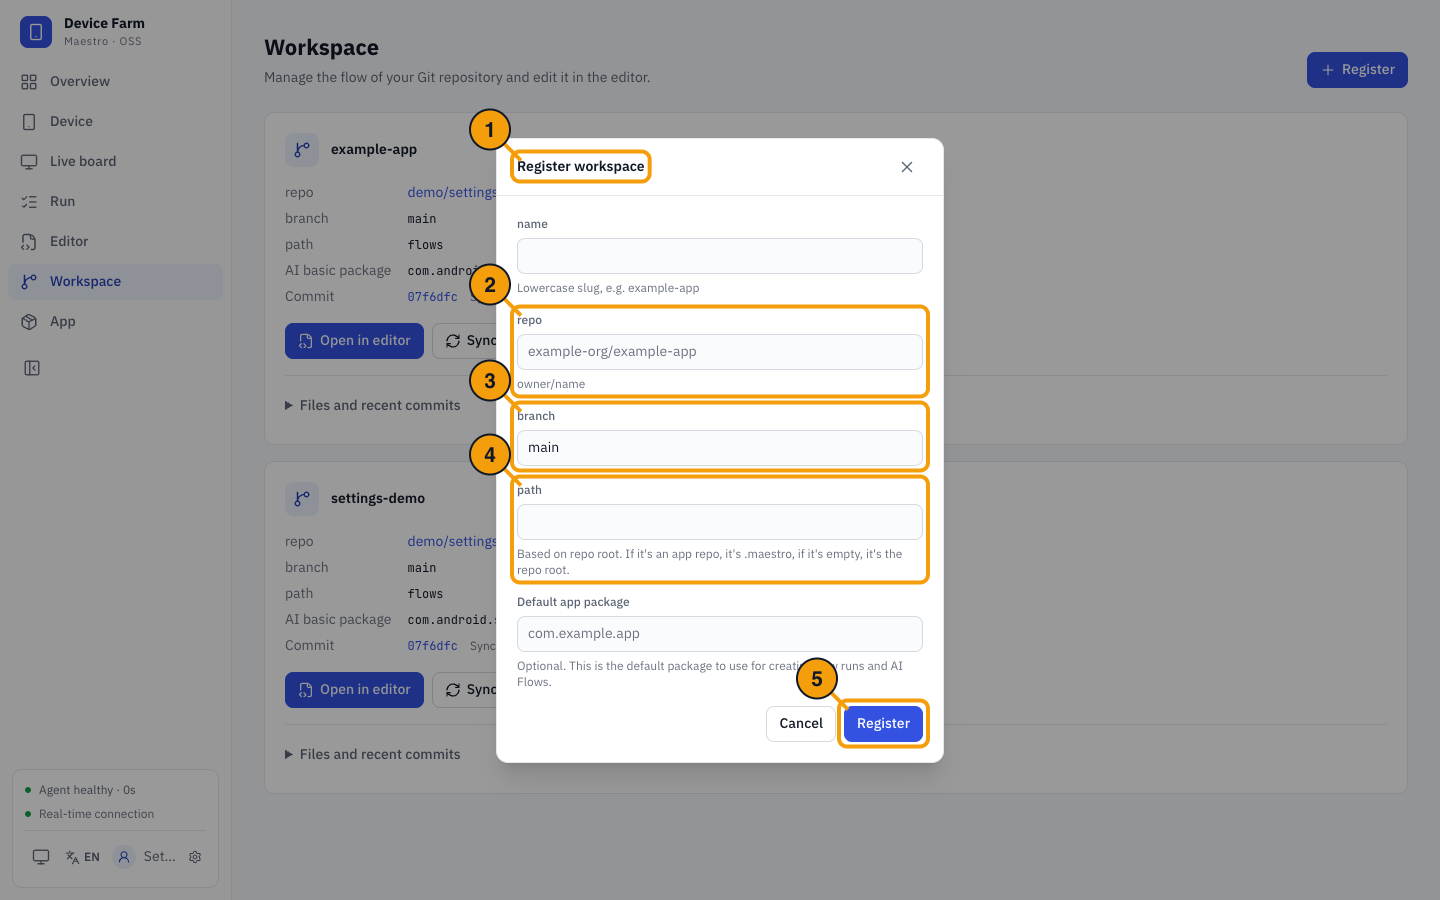 Device Farm
Maestro · OSS
Overview
Device
Live board
Run
Editor
Workspace
App
Agent healthy · 0s
Real-time connection
EN
Set...
Workspace
Manage the flow of your Git repository and edit it in the editor.
Register
example-app
repo
demo/settings
branch
main
path
flows
AI basic package
Commit
07f6dfc
Open in editor
Sync
Files and recent commits
settings-demo
repo
demo/settings
branch
main
path
flows
AI basic package
com.android.s
Commit
07f6dfc Sync
Open in editor
Sync
Files and recent commits
1
Register workspace
name
Lowercase slug, e.g. example-app
2
repo
example-org/example-app
owner/name
3
branch
main
4
path
Based on repo root. If it's an app repo, it's .maestro, if it's empty, it's the
repo root.
Default app package
com.example.app
Optional. This is the default package to use for runs and AI
Flows.
5
Cancel
Register